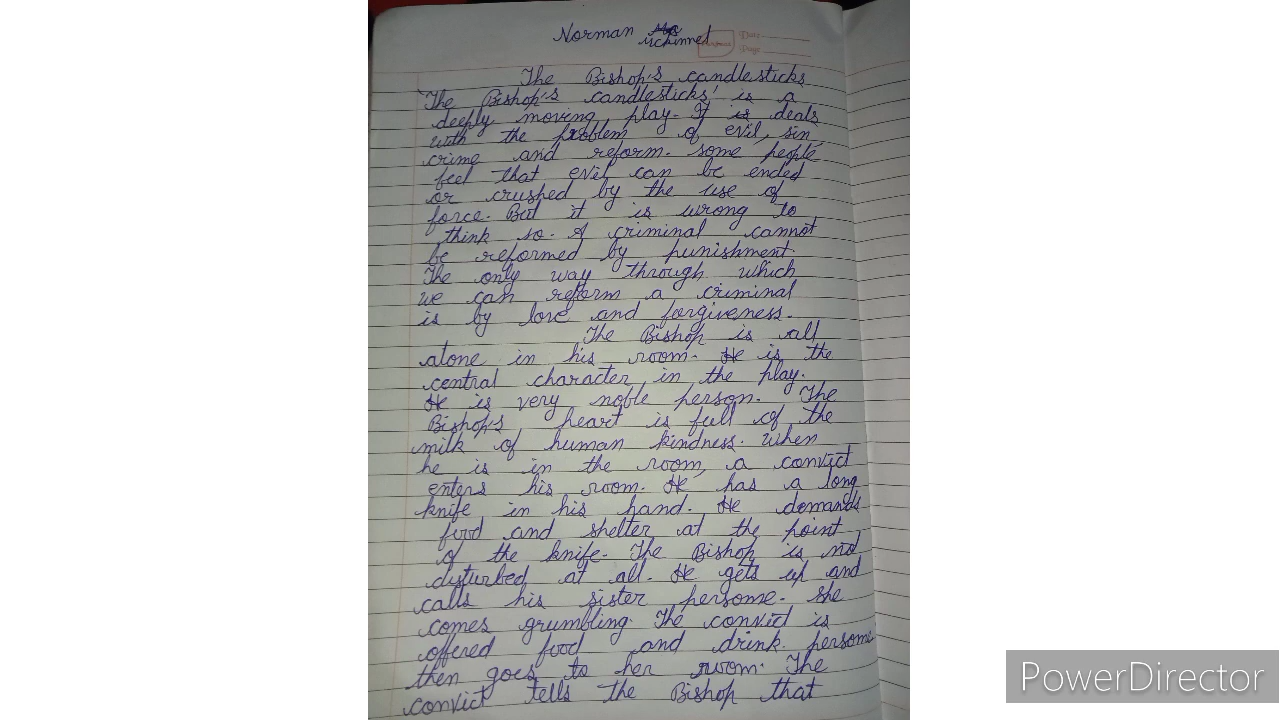 Norman
uchinnel
Date
Page
The Bishop's candlesticks
'The Bishop's candlesticks' is a
deeply moving play. It is deals
with the problem of evil, sin
crime and reform. some people
feel that evil can be ended
or crushed by the use of
force. But it is wrong to
think so. A criminal cannot
be reformed by punishment.
The only way through which
we can reform a criminal
is by love and forgiveness.
The Bishop is all
alone in his room. He is the
central character in the play.
He is very noble person. The
Bishop's heart is full of the
milk of human kindness. When
he is in the room, a convict
enters his room. He has a long
knife in his hand. He demands
food and shelter at the point
of the knife. The Bishop is not
disturbed at all. He gets up and
calls his sister persome. She
comes grumbling. The convict is
offered food and drink. persome
then goes to her room. The
convict tells the Bishop that
PowerDirector